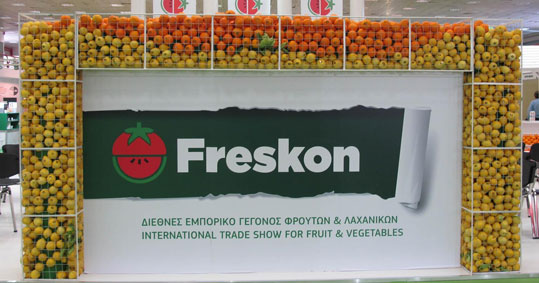 Freskon
ΔΙΕΘΝΕΣ ΕΜΠΟΡΙΚΟ ΓΕΓΟΝΟΣ ΦΡΟΥΤΩΝ & ΛΑΧΑΝΙΚΩΝ
INTERNATIONAL TRADE SHOW FOR FRUIT & VEGETABLES